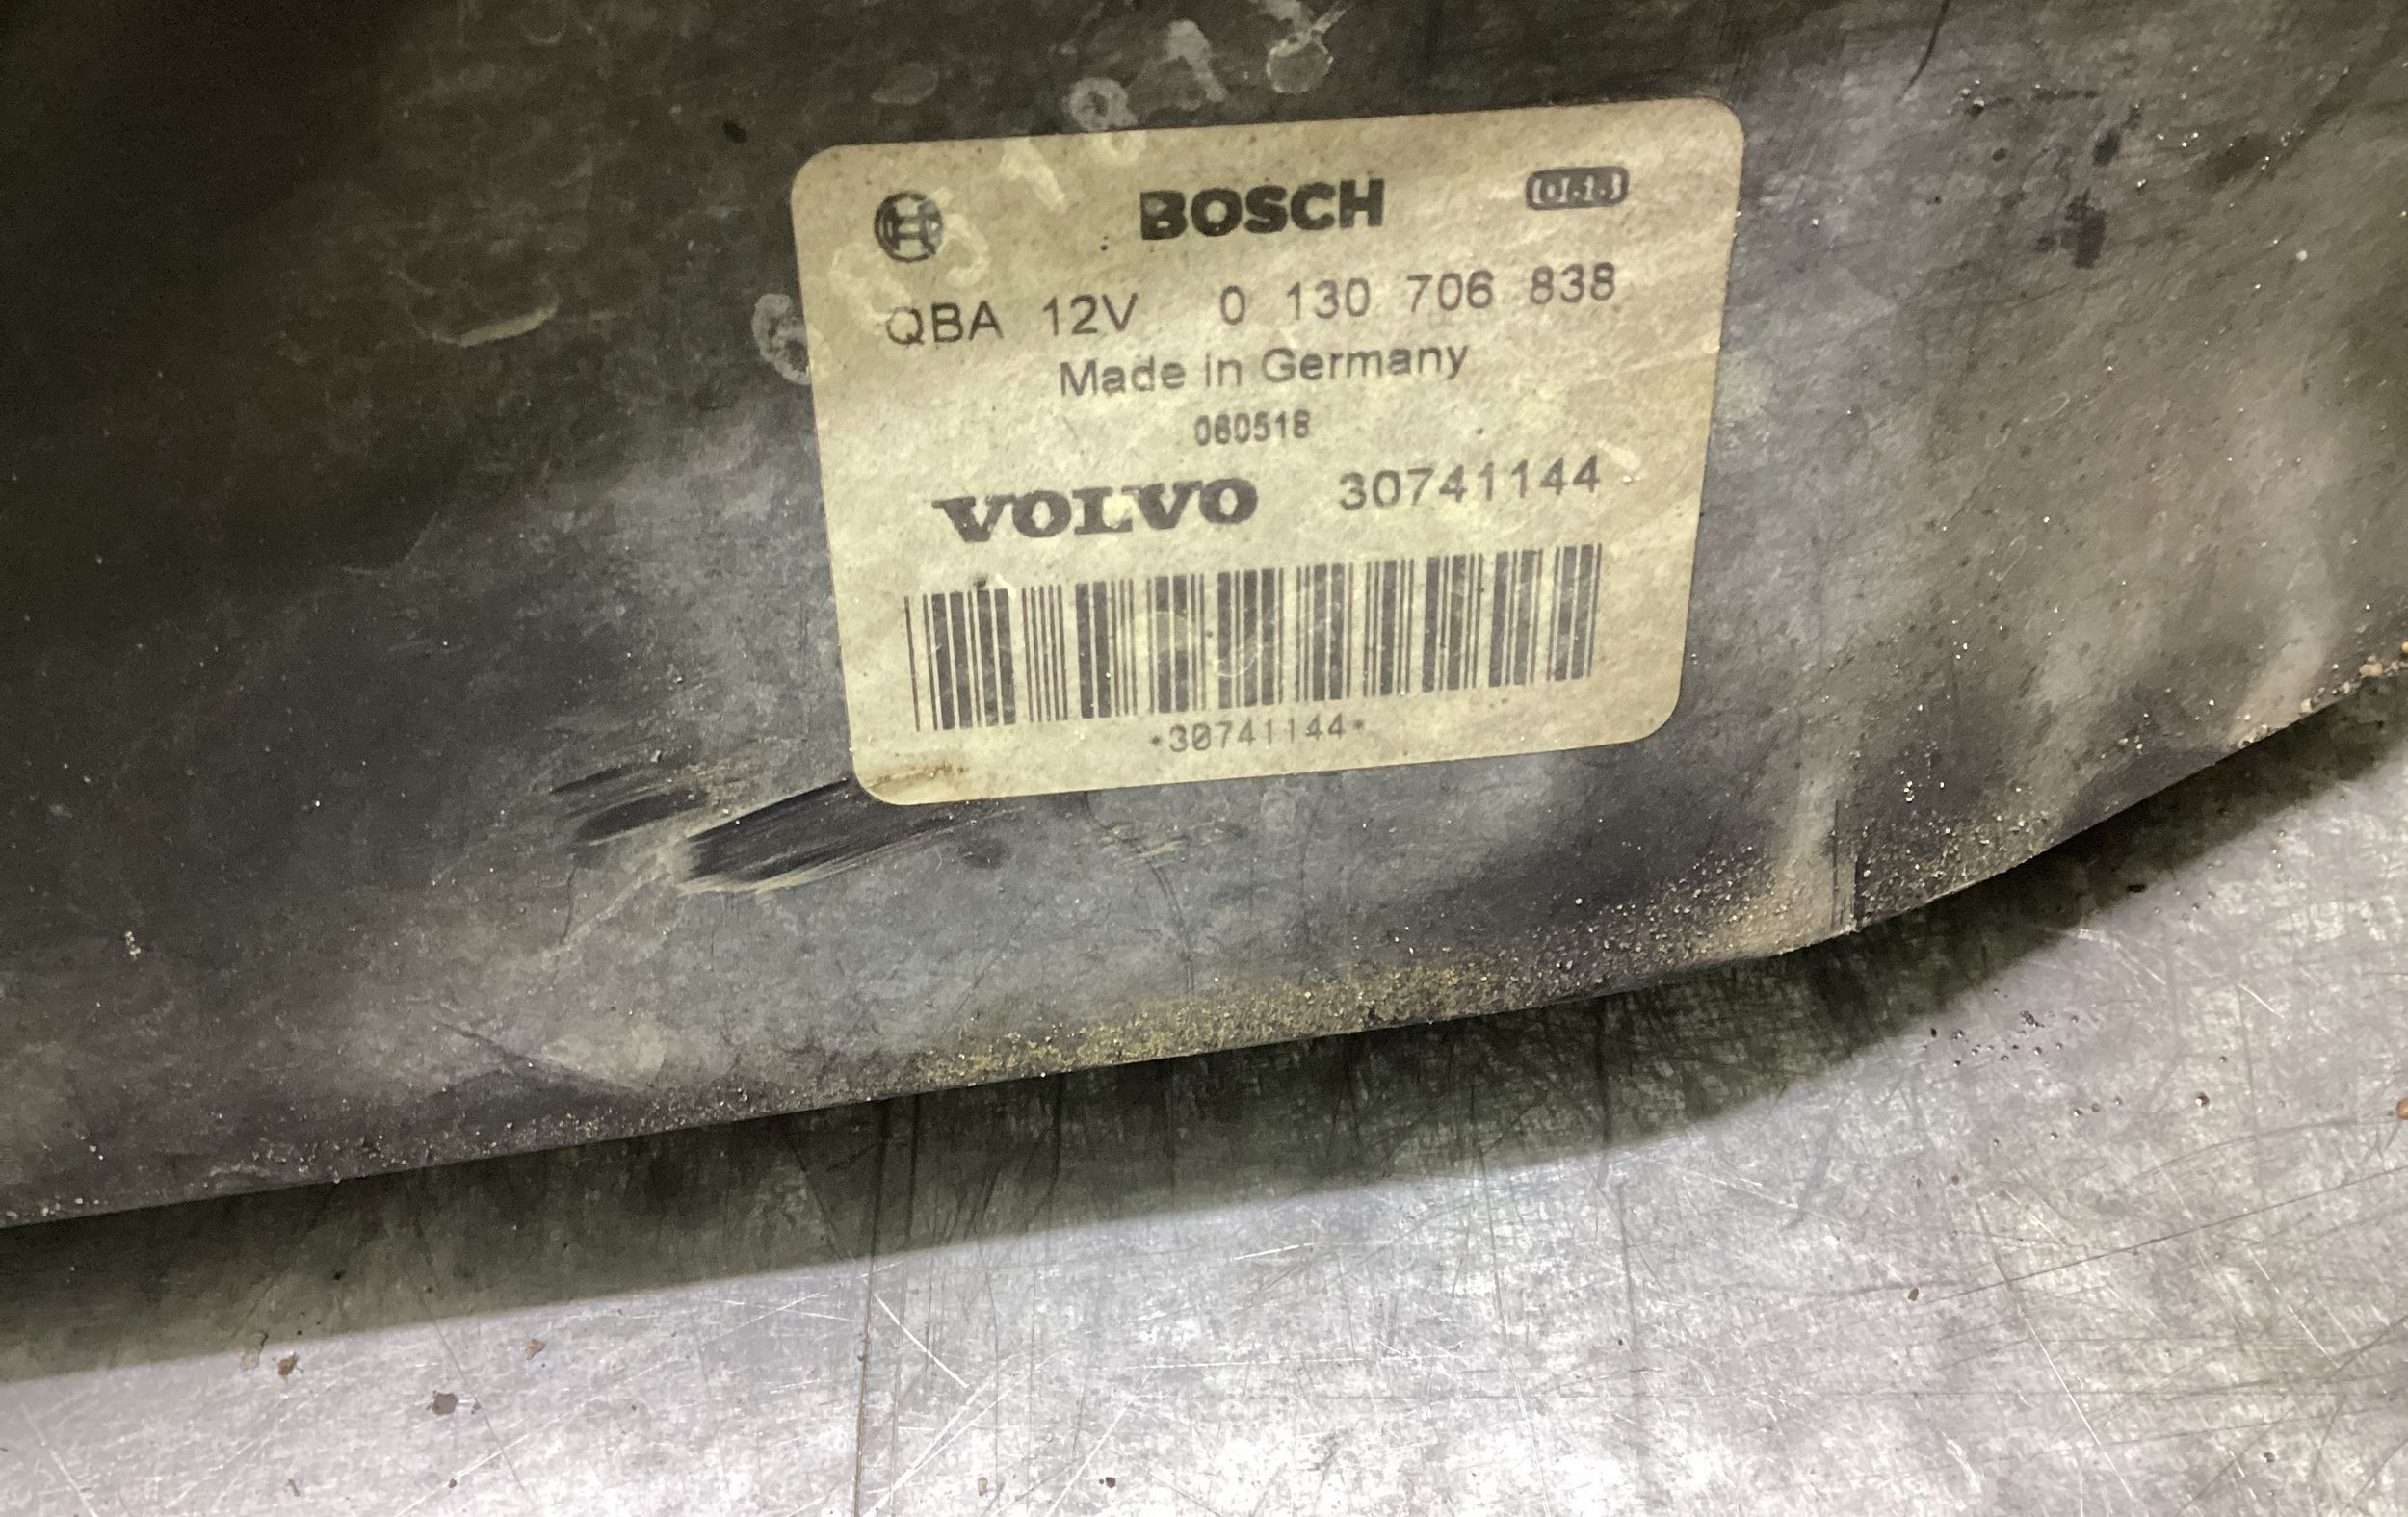 BOSCH
QBA 12V 0 130 706 838
Made in Germany
060518
VOLVO 30741144
*30741144*